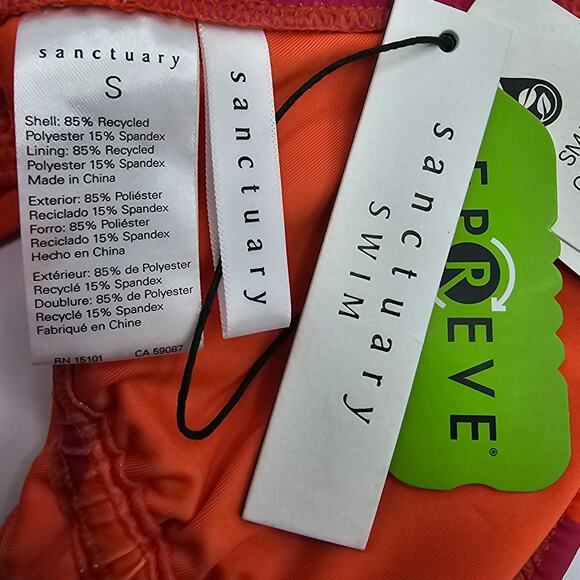 sanctuary
S
Shell: 85% Recycled
Polyester 15% Spandex
Lining: 85% Recycled
Polyester 15% Spandex
Made in China
Exterior: 85% Poliéster
Reciclado 15% Spandex
Forro: 85% Poliéster
Reciclado 15% Spandex
Hecho en China
Extérieur: 85% de Polyester
Recyclé 15% Spandex
Doublure: 85% de Polyester
Recyclé 15% Spandex
Fabriqué en Chine
RN 15101 CA 59087
sanctuary
sanctuary
SWIM
sanctuary
EPREVE®